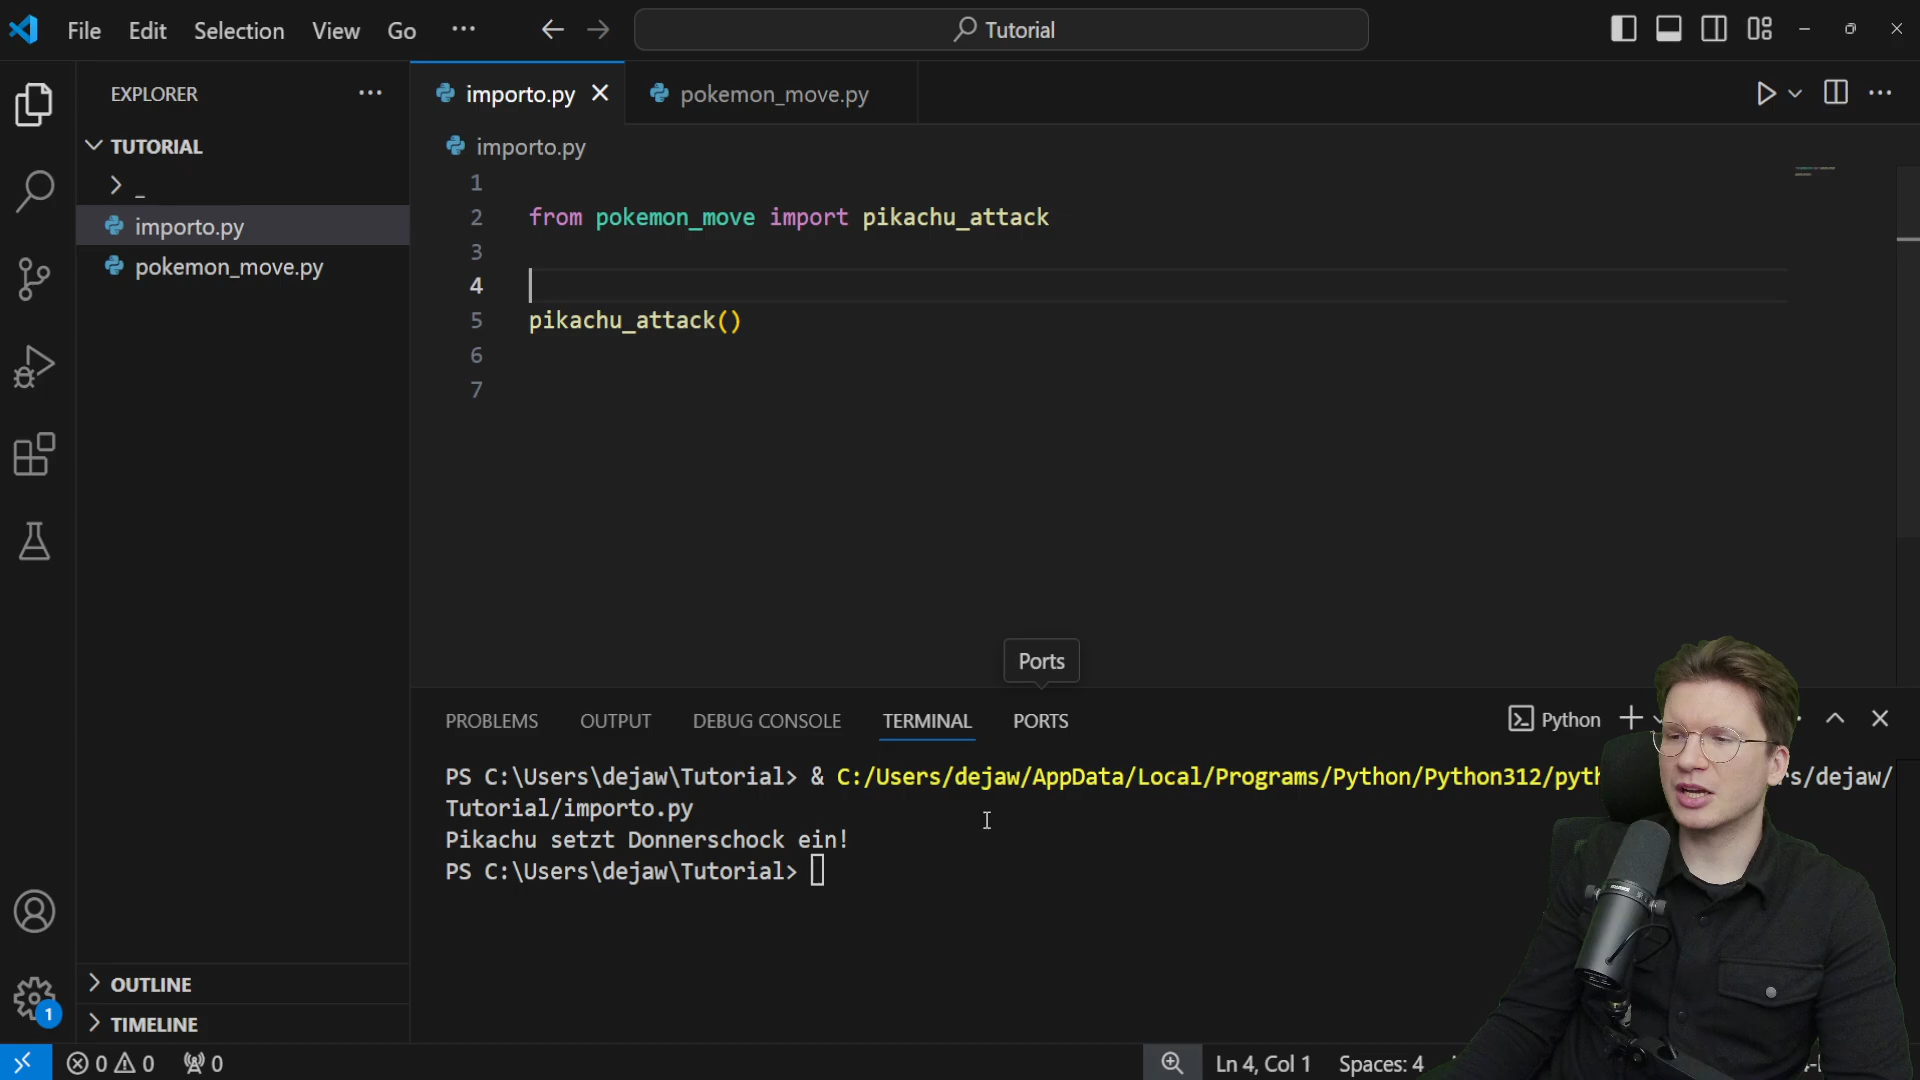 File Edit Selection View Go ···
Tutorial
EXPLORER ···
importo.py
pokemon_move.py
TUTORIAL
_
importo.py
pokemon_move.py
OUTLINE
TIMELINE
importo.py
1
2 from pokemon_move import pikachu_attack
3
4
5 pikachu_attack()
6
7
Ports
PROBLEMS OUTPUT DEBUG CONSOLE TERMINAL PORTS
Python
PS C:\Users\dejaw\Tutorial> & C:/Users/dejaw/AppData/Local/Programs/Python/Python312/pyth s/dejaw/
Tutorial/importo.py
Pikachu setzt Donnerschock ein!
PS C:\Users\dejaw\Tutorial>
1
0 0 0
Ln 4, Col 1 Spaces: 4